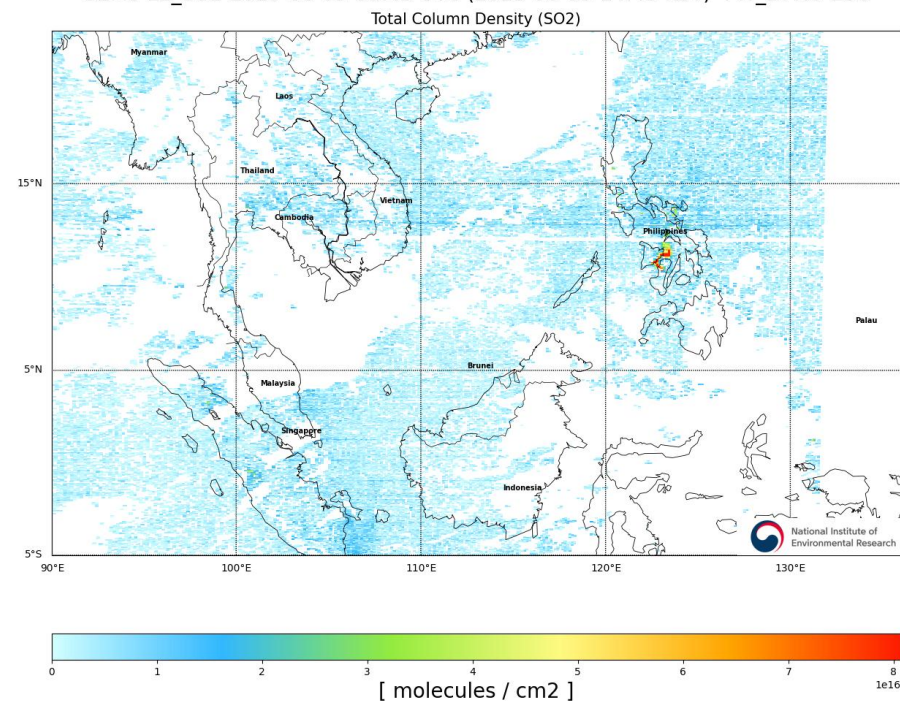 Total Column Density (SO2)
Myanmar
Laos
15°N
Thailand
Vietnam
Cambodia
Philippines
Palau
5°N
Brunei
Malaysia
Singapore
Indonesia
National Institute of
Environmental Research
5°S
90°E 100°E 110°E 120°E 130°E
0 1 2 3 4 5 6 7 8
1e16
[ molecules / cm2 ]